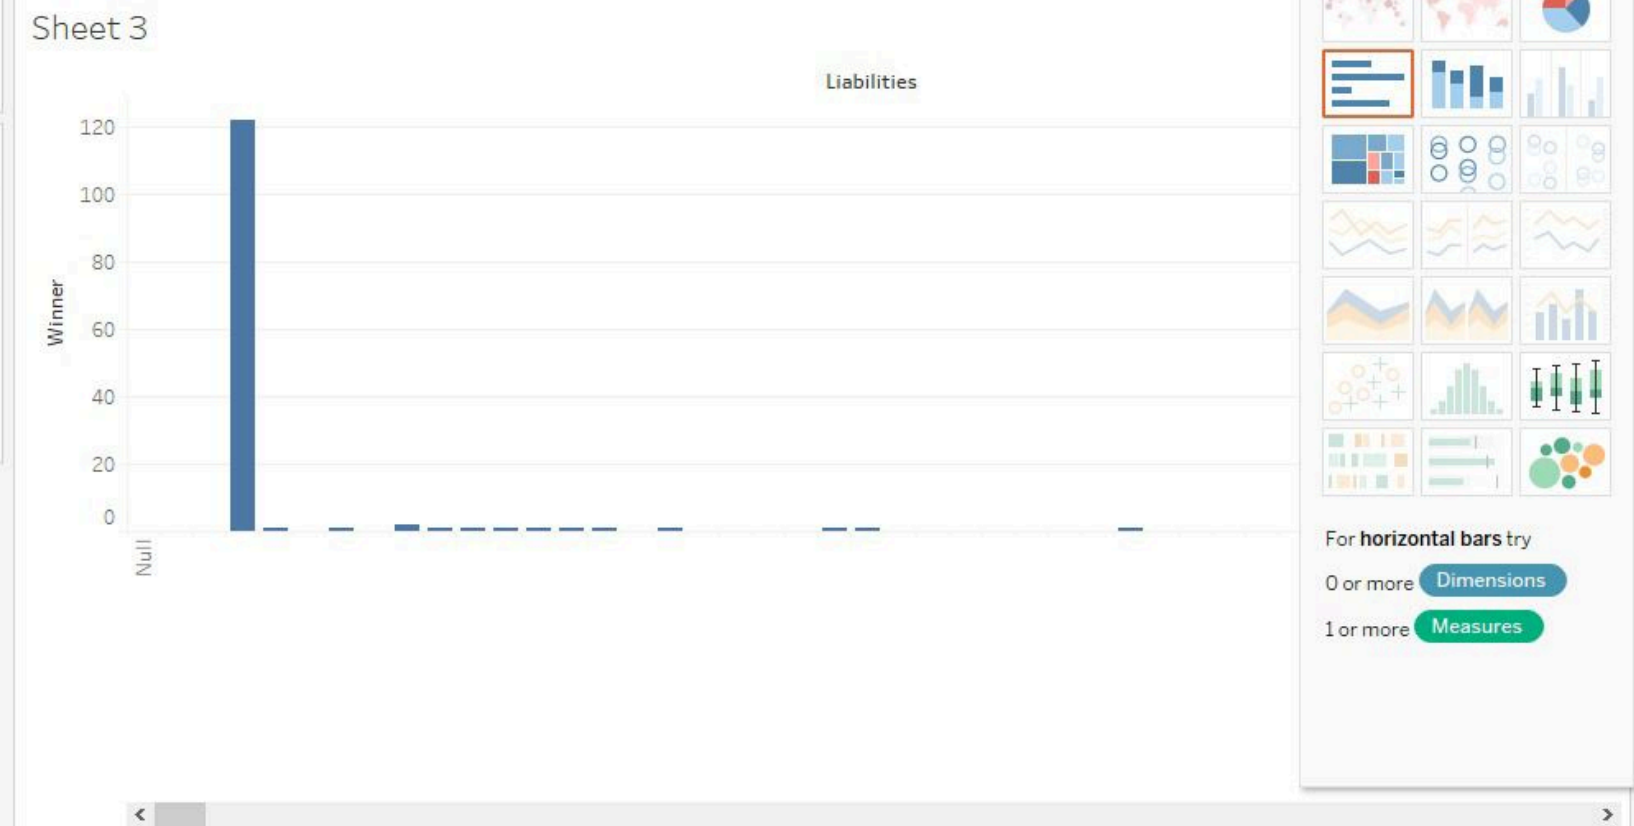 Sheet 3
Liabilities
120
100
80
60
40
20
0
Winner
Null
For horizontal bars try
0 or more Dimensions
1 or more Measures